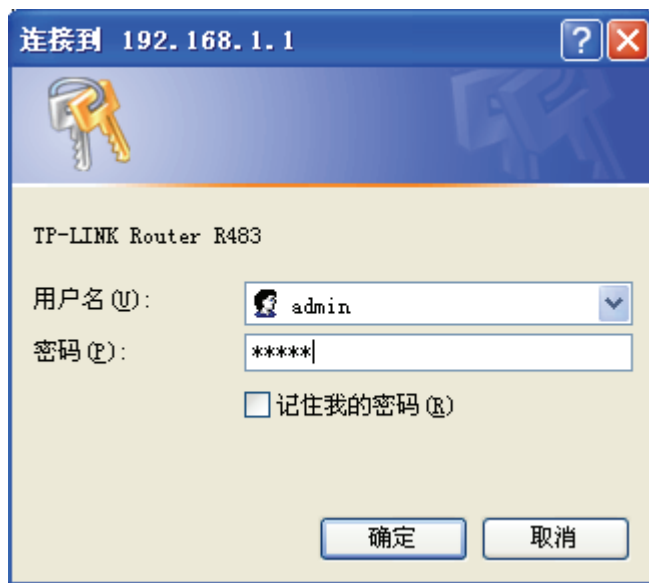 连接到 192.168.1.1
TP-LINK Router R483
用户名(U):
admin
密码(P):
*****
记住我的密码(R)
确定
取消